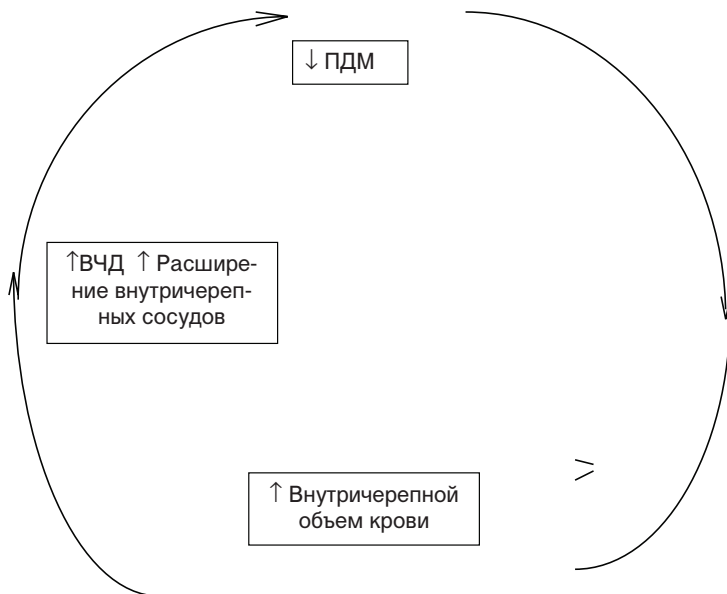 ↓ ПДМ
↑ВЧД ↑ Расшире-
ние внутричереп-
ных сосудов
↑ Внутричерепной
объем крови